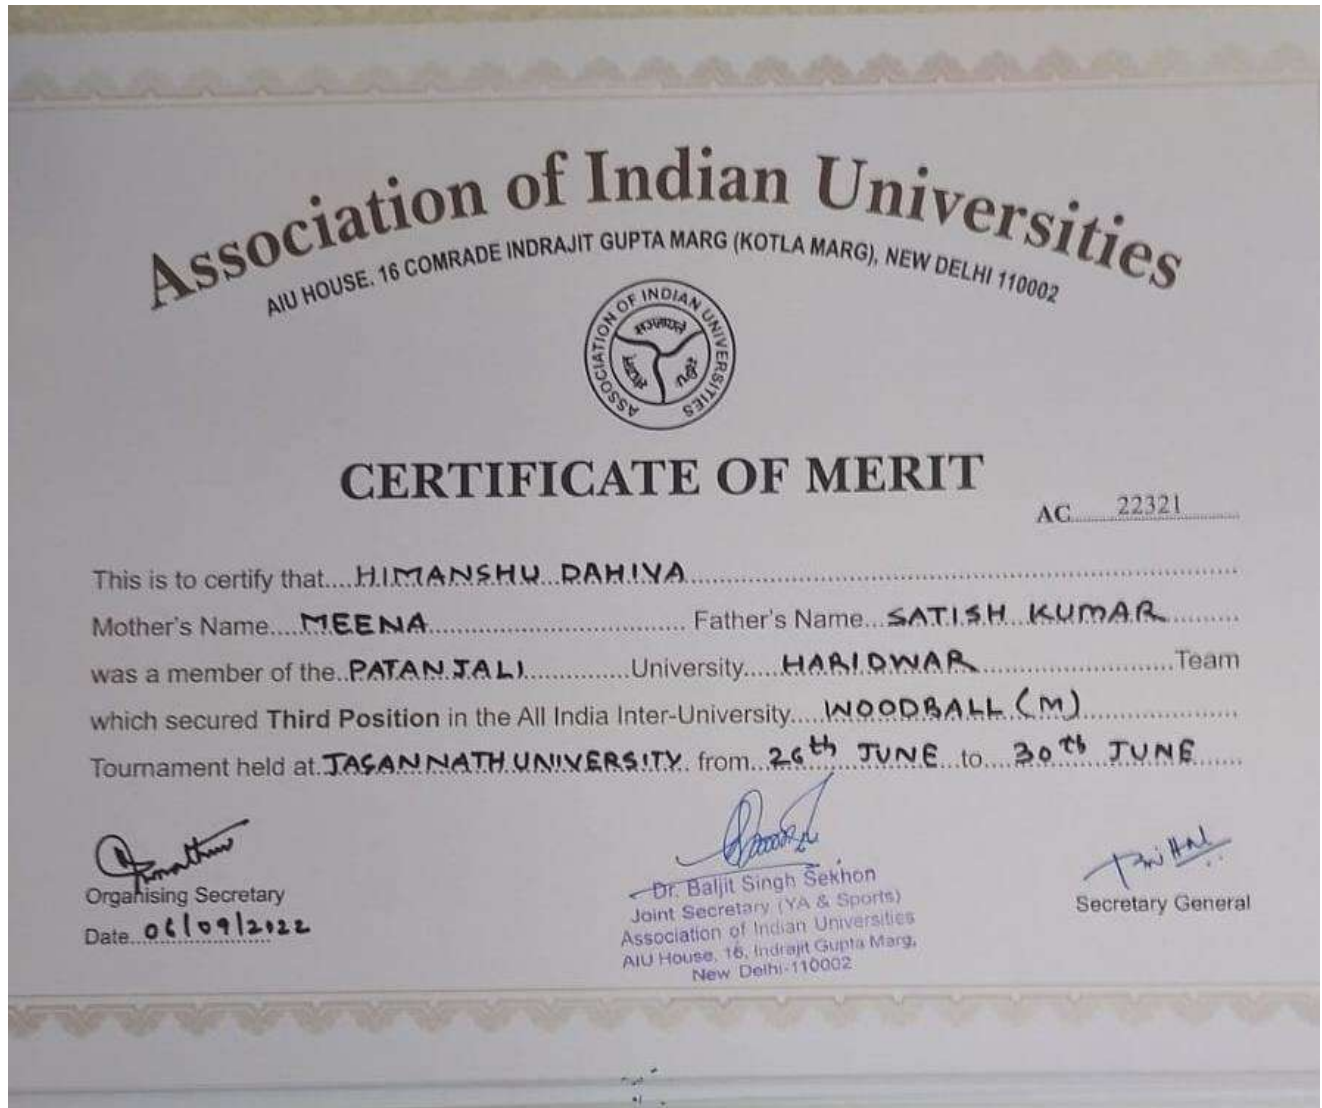 Association of Indian Universities
AIU HOUSE, 16 COMRADE INDRAJIT GUPTA MARG (KOTLA MARG), NEW DELHI 110002
ASSOCIATION OF INDIAN UNIVERSITIES
CERTIFICATE OF MERIT
AC 22321
This is to certify that HIMANSHU DAHIYA
Mother's Name MEENA Father's Name SATISH KUMAR
was a member of the PATANJALI University HARIDWAR Team
which secured Third Position in the All India Inter-University WOODBALL (M)
Tournament held at JAGANNATH UNIVERSITY from 26th JUNE to 30th JUNE
Organising Secretary
Date 06/09/2022
Dr. Baljit Singh Sekhon
Joint Secretary (YA & Sports)
Association of Indian Universities
AIU House, 16, Indrajit Gupta Marg,
New Delhi-110002
Secretary General